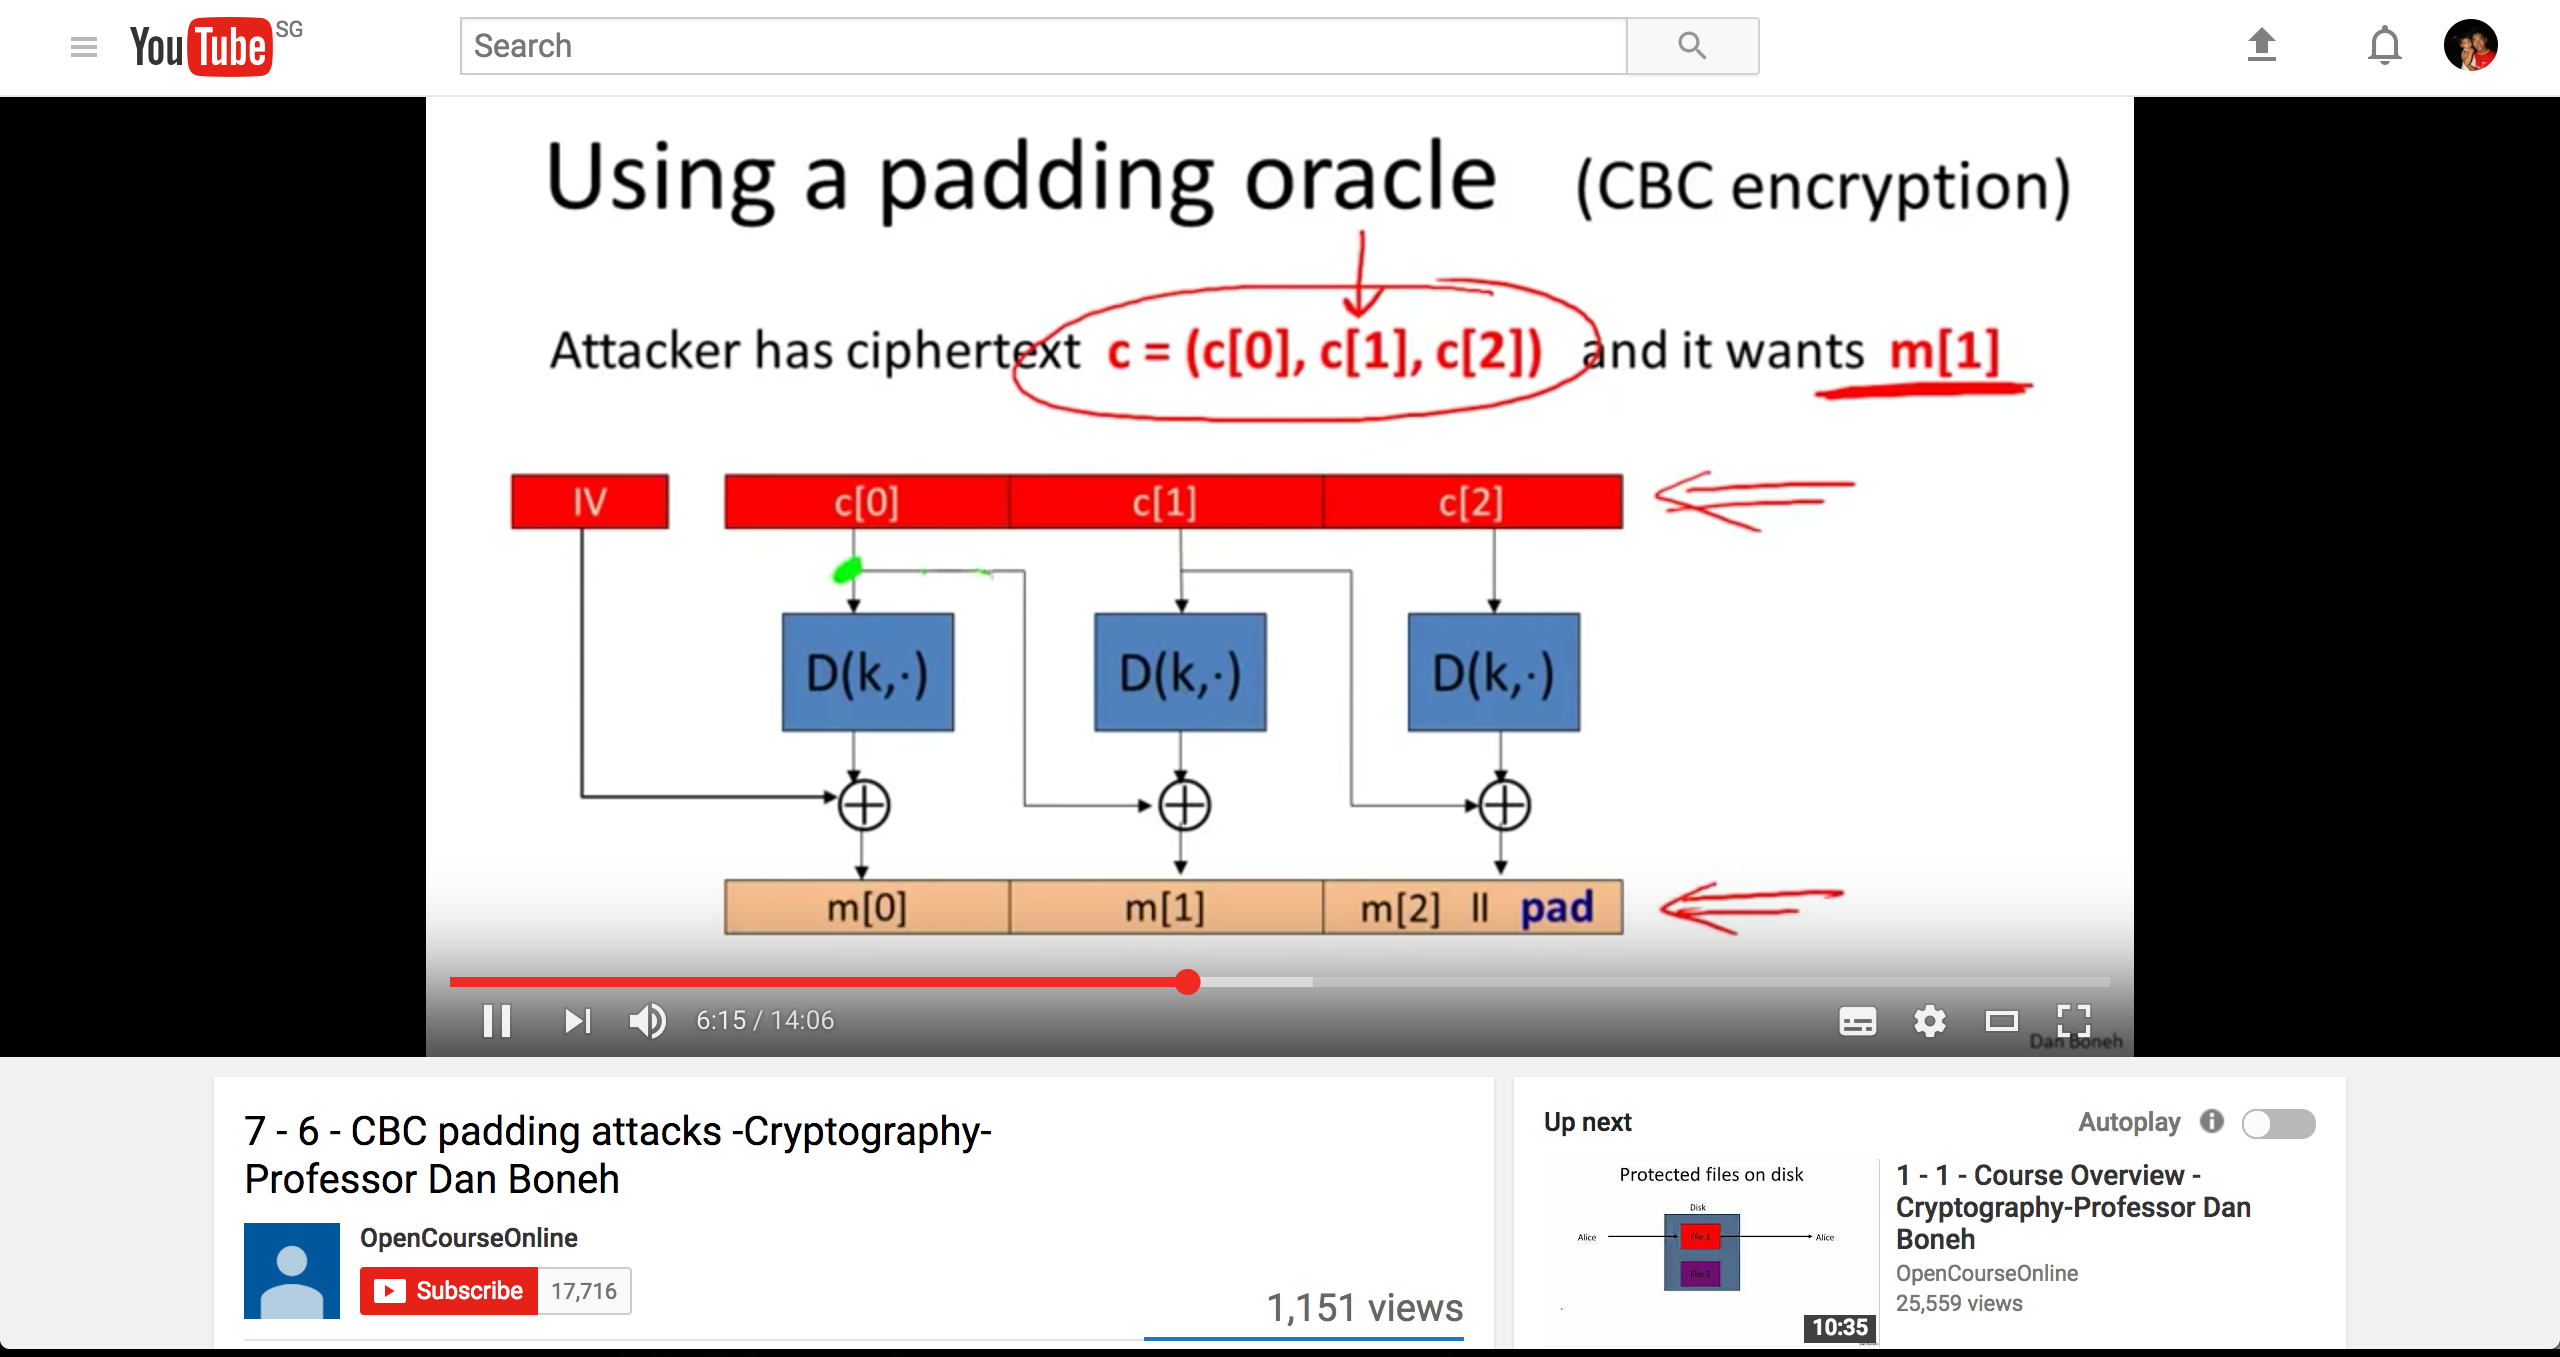 YouTube SG
Search
Using a padding oracle (CBC encryption)
Attacker has ciphertext c = (c[0], c[1], c[2]) and it wants m[1]
IV c[0] c[1] c[2]
D(k,·) D(k,·) D(k,·)
m[0] m[1] m[2] || pad
6:15 / 14:06
Dan Boneh
7 - 6 - CBC padding attacks -Cryptography-
Professor Dan Boneh
OpenCourseOnline
Subscribe 17,716
1,151 views
Up next Autoplay
Protected files on disk
Disk
Alice File 1 Alice
File 2
10:35
1 - 1 - Course Overview -
Cryptography-Professor Dan
Boneh
OpenCourseOnline
25,559 views